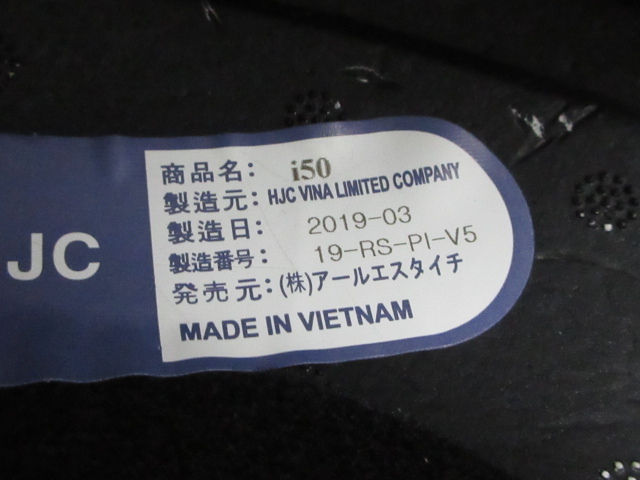 JC
商品名: i50
製造元: HJC VINA LIMITED COMPANY
製造日: 2019-03
製造番号: 19-RS-PI-V5
発売元: (株)アールエスタイチ
MADE IN VIETNAM